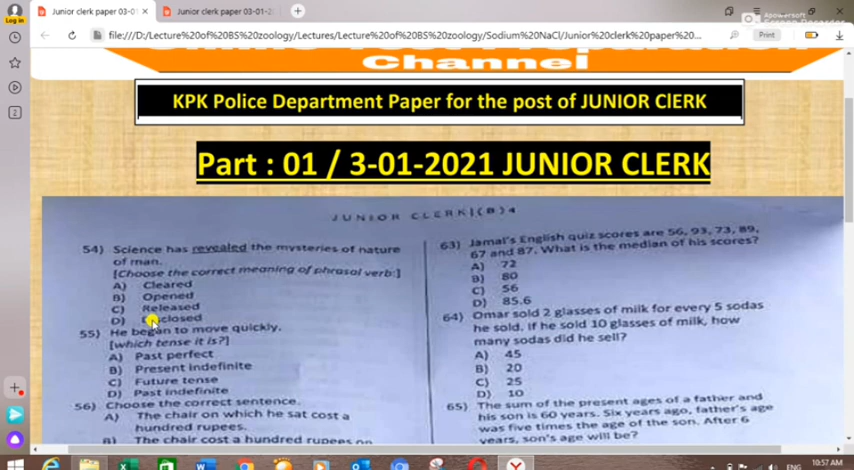 Log in
Junior clerk paper 03-01
Junior clerk paper 03-01-2
file:///D:/Lecture%20of%20BS%20zoology/Lectures/Lecture%20of%20BS%20zoology/Sodium%20NaCl/Junior%20clerk%20paper%20...
Print
Apowersoft
Channel
KPK Police Department Paper for the post of JUNIOR ClERK
Part : 01 / 3-01-2021 JUNIOR CLERK
JUNIOR CLERK|(B) 4
54) Science has revealed the mysteries of nature
of man.
[Choose the correct meaning of phrasal verb:]
A) Cleared
B) Opened
C) Released
D) Disclosed
55) He began to move quickly.
[which tense it is?]
A) Past perfect
B) Present indefinite
C) Future tense
D) Past indefinite
56) Choose the correct sentence.
A) The chair on which he sat cost a
hundred rupees.
B) The chair cost a hundred rupees on
63) Jamal's English quiz scores are 56, 93, 73, 89,
67 and 87. What is the median of his scores?
A) 72
B) 80
C) 56
D) 85.6
64) Omar sold 2 glasses of milk for every 5 sodas
he sold. If he sold 10 glasses of milk, how
many sodas did he sell?
A) 45
B) 20
C) 25
D) 10
65) The sum of the present ages of a father and
his son is 60 years. Six years ago, father's age
was five times the age of the son. After 6
years, son's age will be?
ENG
10:57 AM